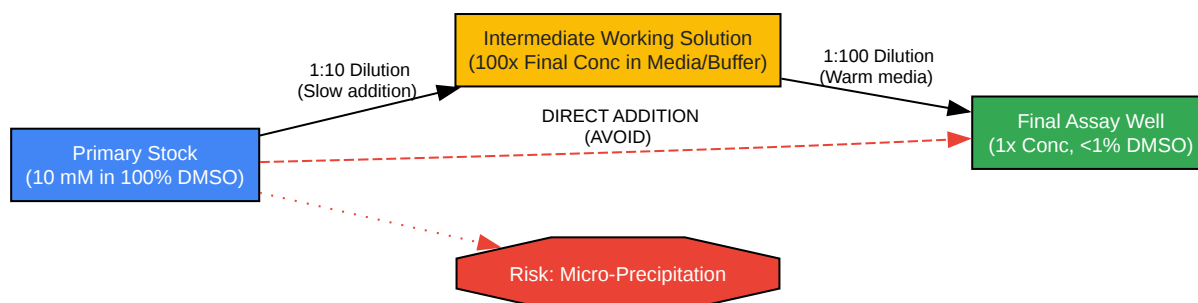 Primary Stock
(10 mM in 100% DMSO)
1:10 Dilution
(Slow addition)
Intermediate Working Solution
(100x Final Conc in Media/Buffer)
1:100 Dilution
(Warm media)
DIRECT ADDITION
(AVOID)
Final Assay Well
(1x Conc, <1% DMSO)
Risk: Micro-Precipitation